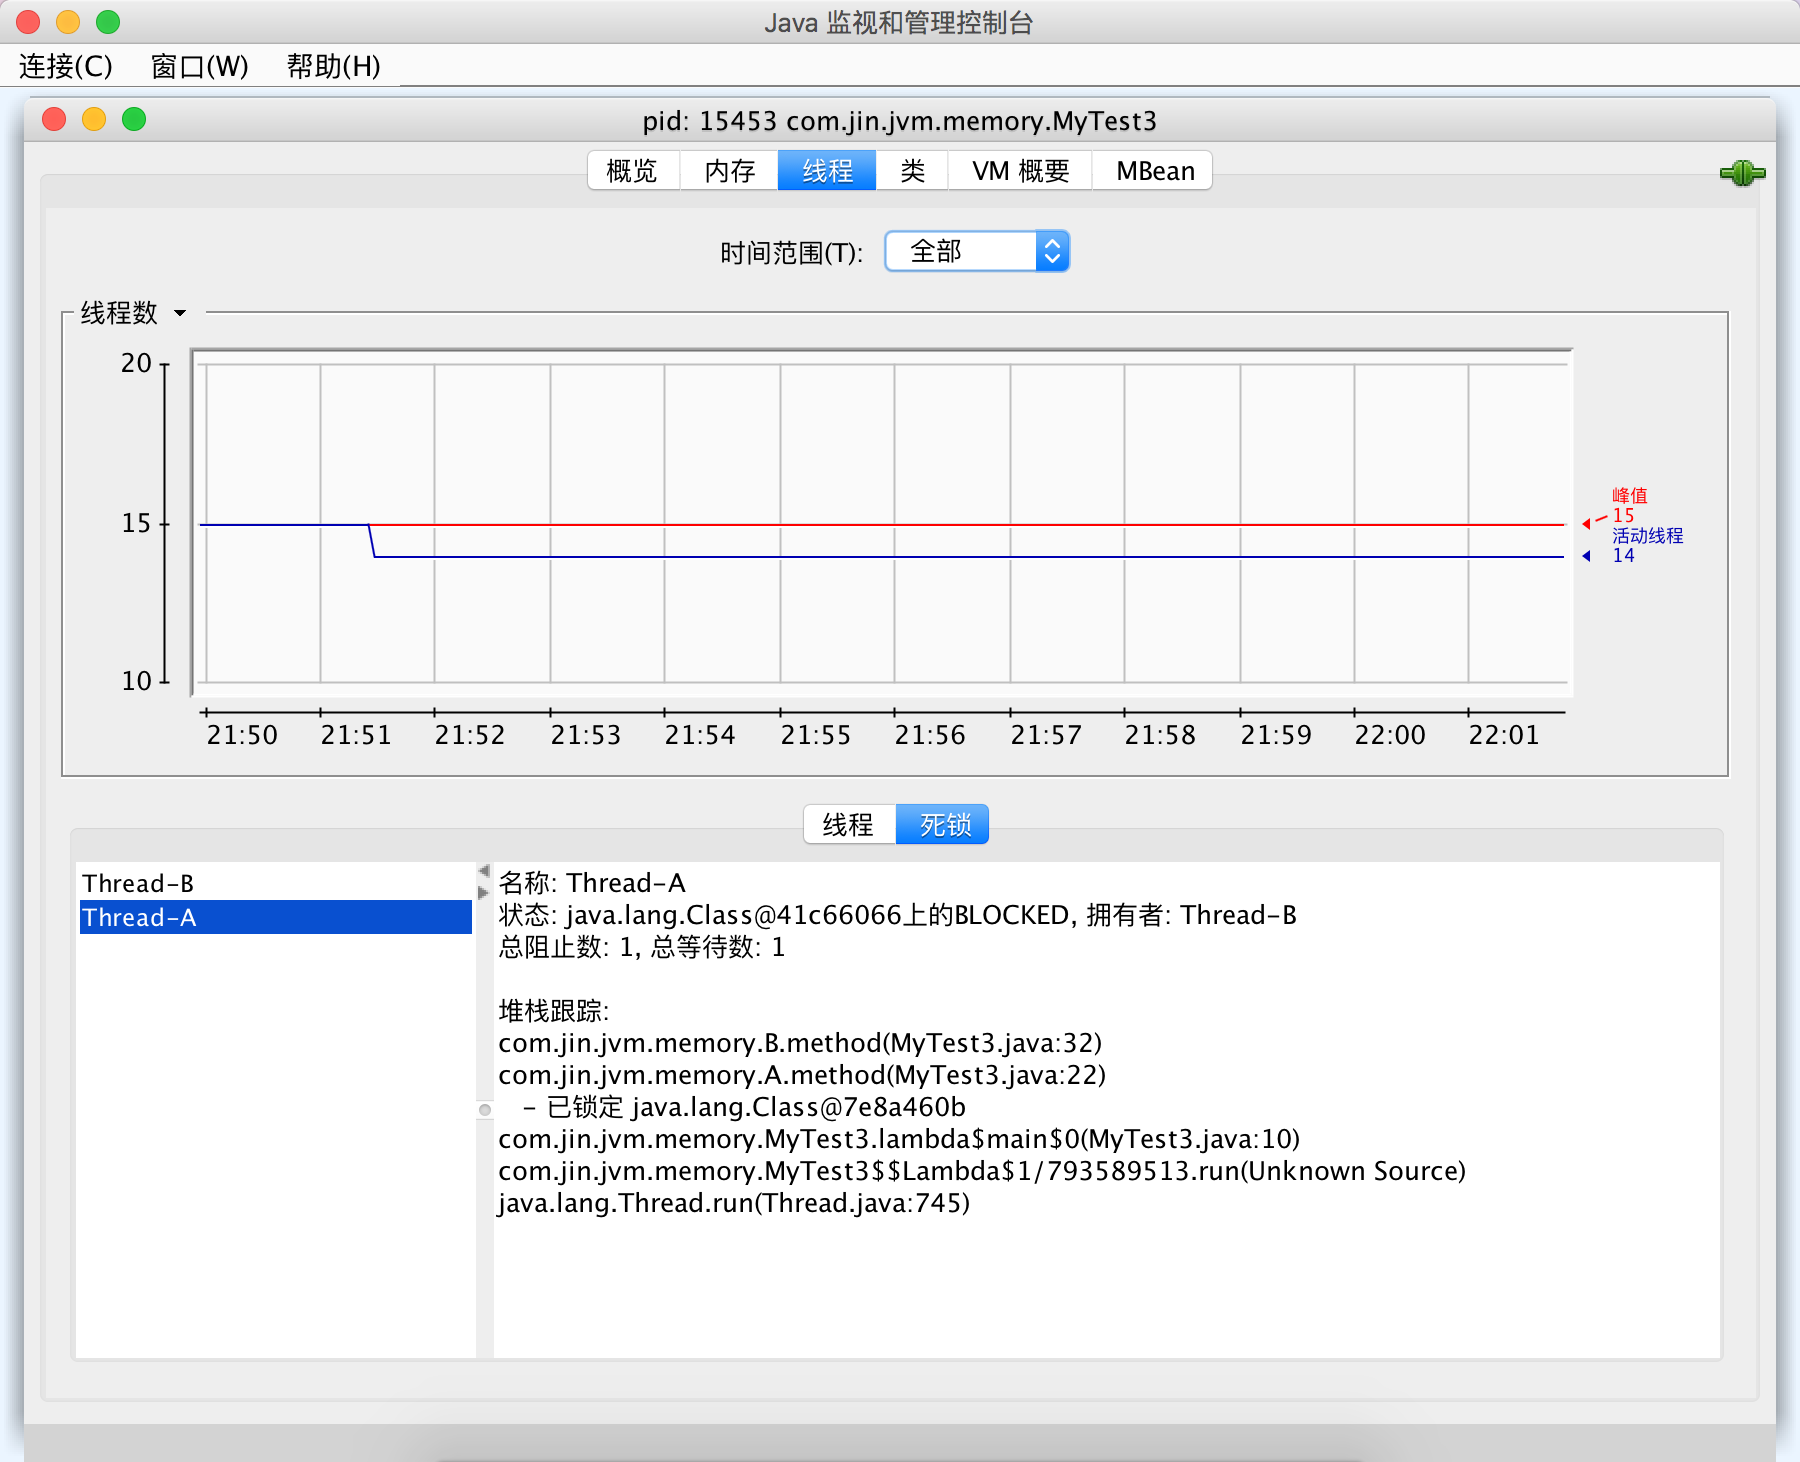 Java 监视和管理控制台
连接(C) 窗口(W) 帮助(H)
pid: 15453 com.jin.jvm.memory.MyTest3
概览 内存 线程 类 VM 概要 MBean
时间范围(T): 全部
线程数
20
15
10
峰值
15
活动线程
14
21:50 21:51 21:52 21:53 21:54 21:55 21:56 21:57 21:58 21:59 22:00 22:01
线程 死锁
Thread-B
Thread-A
名称: Thread-A
状态: java.lang.Class@41c66066上的BLOCKED, 拥有者: Thread-B
总阻止数: 1, 总等待数: 1
堆栈跟踪:
com.jin.jvm.memory.B.method(MyTest3.java:32)
com.jin.jvm.memory.A.method(MyTest3.java:22)
- 已锁定 java.lang.Class@7e8a460b
com.jin.jvm.memory.MyTest3.lambda$main$0(MyTest3.java:10)
com.jin.jvm.memory.MyTest3$$Lambda$1/793589513.run(Unknown Source)
java.lang.Thread.run(Thread.java:745)